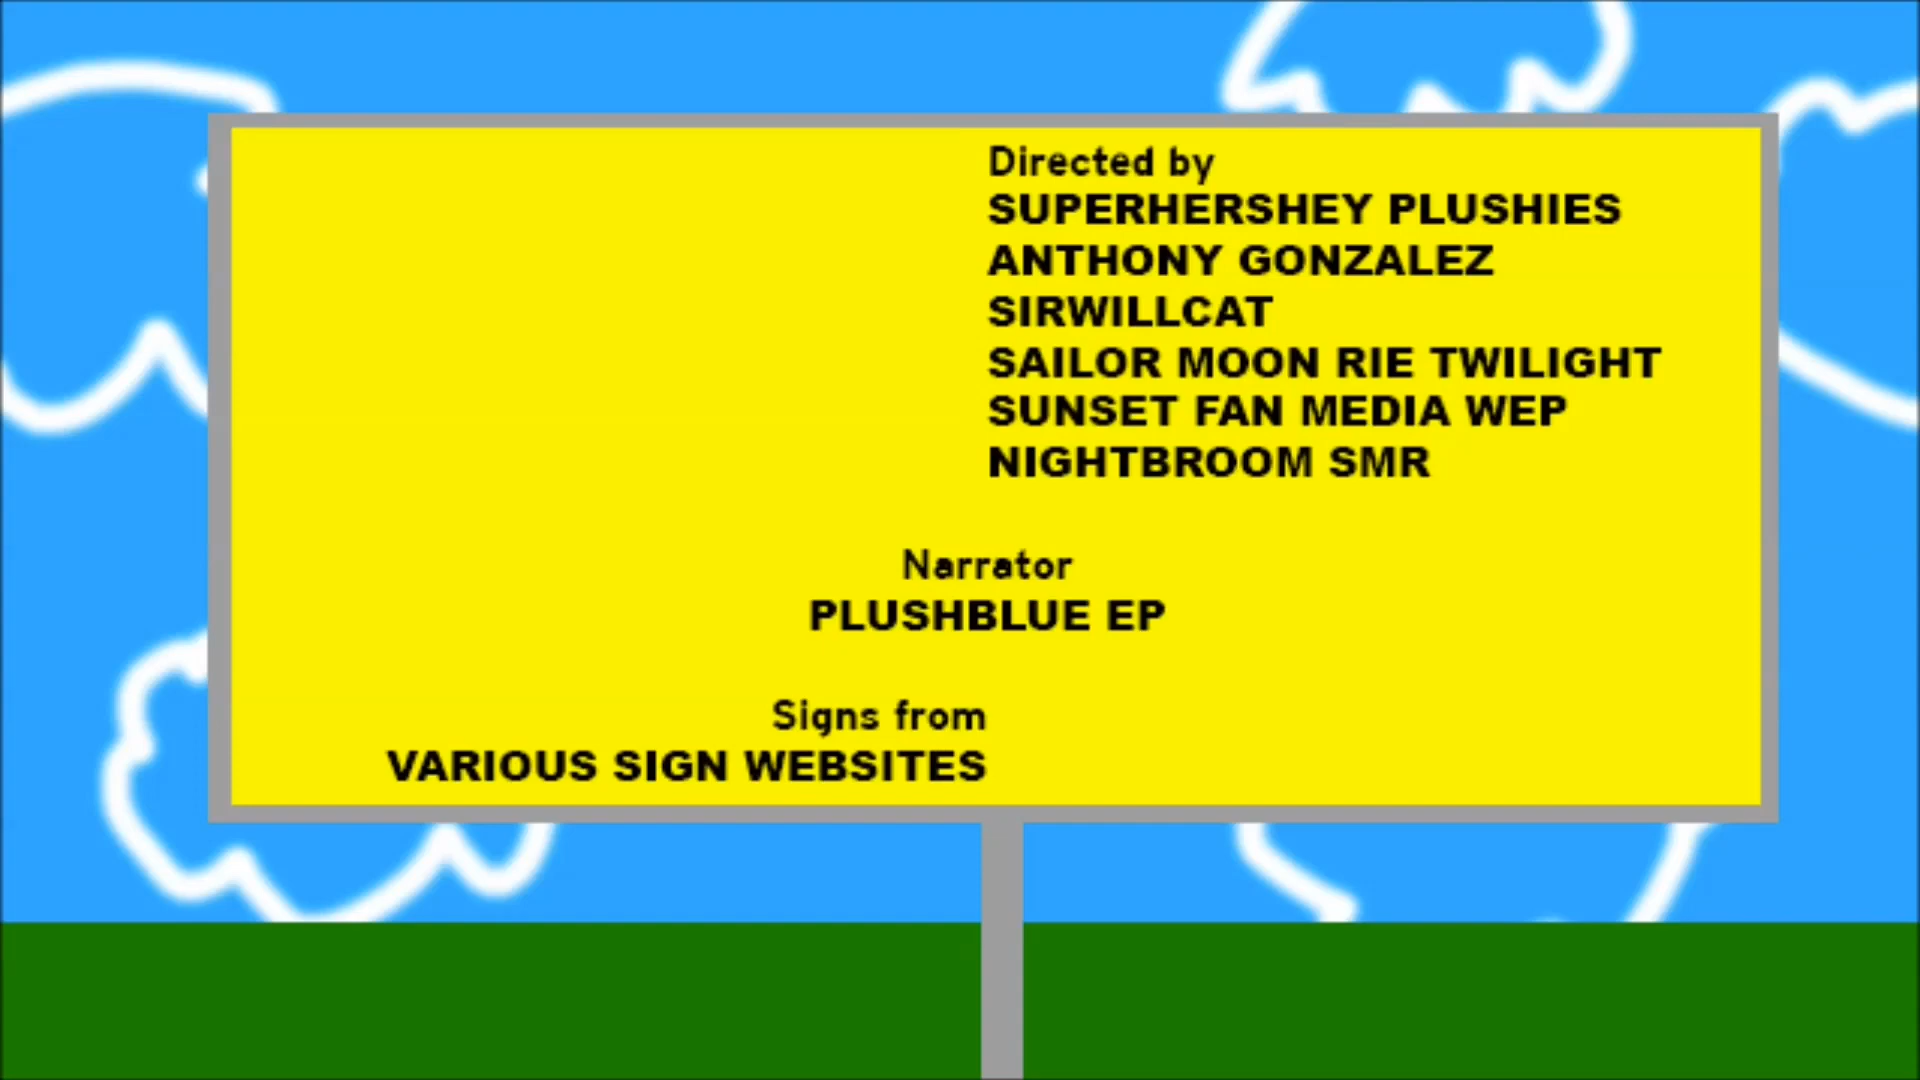 Directed by
SUPERHERSHEY PLUSHIES
ANTHONY GONZALEZ
SIRWILLCAT
SAILOR MOON RIE TWILIGHT
SUNSET FAN MEDIA WEP
NIGHTBROOM SMR
Narrator
PLUSHBLUE EP
Signs from
VARIOUS SIGN WEBSITES